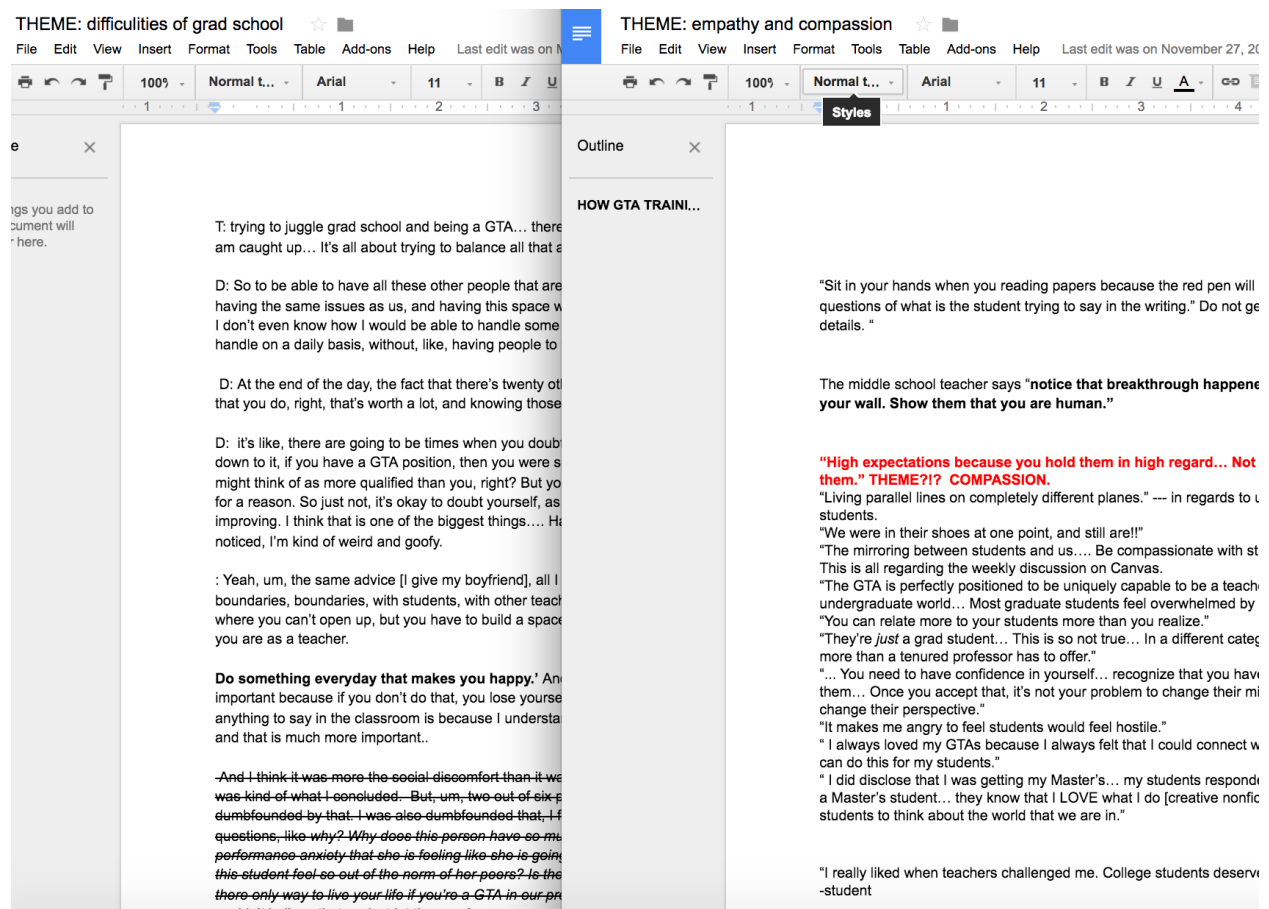 THEME: difficulities of grad school
File Edit View Insert Format Tools Table Add-ons Help Last edit was on
100% Normal t... Arial 11 B I U
1 1 2 3
e
ngs you add to
cument will
r here.
T: trying to juggle grad school and being a GTA… there
am caught up… It’s all about trying to balance all that a
D: So to be able to have all these other people that are
having the same issues as us, and having this space w
I don’t even know how I would be able to handle some
handle on a daily basis, without, like, having people to
D: At the end of the day, the fact that there’s twenty oth
that you do, right, that’s worth a lot, and knowing those
D: it’s like, there are going to be times when you doub
down to it, if you have a GTA position, then you were s
might think of as more qualified than you, right? But yo
for a reason. So just not, it’s okay to doubt yourself, as
improving. I think that is one of the biggest things…. Ha
noticed, I’m kind of weird and goofy.
: Yeah, um, the same advice [I give my boyfriend], all I
boundaries, boundaries, with students, with other teach
where you can’t open up, but you have to build a space
you are as a teacher.
Do something everyday that makes you happy.’ An
important because if you don’t do that, you lose yourse
anything to say in the classroom is because I understa
and that is much more important..
And I think it was more the social discomfort than it wa
was kind of what I concluded. But, um, two out of six p
dumbfounded by that. I was also dumbfounded that, I f
questions, like why? Why does this person have so mu
performance anxiety that she is feeling like she is going
this student feel so out of the norm of her peers? Is the
there only way to live your life if you’re a GTA in our pr
THEME: empathy and compassion
File Edit View Insert Format Tools Table Add-ons Help Last edit was on November 27, 20
100% Normal t... Arial 11 B I U A
1 1 2 3 4
Styles
Outline
HOW GTA TRAINI...
“Sit in your hands when you reading papers because the red pen will
questions of what is the student trying to say in the writing.” Do not ge
details. “
The middle school teacher says “notice that breakthrough happene
your wall. Show them that you are human.”
“High expectations because you hold them in high regard… Not
them.” THEME?!? COMPASSION.
“Living parallel lines on completely different planes.” --- in regards to u
students.
“We were in their shoes at one point, and still are!!”
“The mirroring between students and us…. Be compassionate with st
This is all regarding the weekly discussion on Canvas.
“The GTA is perfectly positioned to be uniquely capable to be a teache
undergraduate world… Most graduate students feel overwhelmed by
“You can relate more to your students more than you realize.”
“They’re just a grad student… This is so not true… In a different categ
more than a tenured professor has to offer.”
“... You need to have confidence in yourself… recognize that you have
them… Once you accept that, it’s not your problem to change their mi
change their perspective.”
“It makes me angry to feel students would feel hostile.”
“ I always loved my GTAs because I always felt that I could connect w
can do this for my students.”
“ I did disclose that I was getting my Master’s… my students responde
a Master’s student… they know that I LOVE what I do [creative nonfic
students to think about the world that we are in.”
“I really liked when teachers challenged me. College students deserve
-student